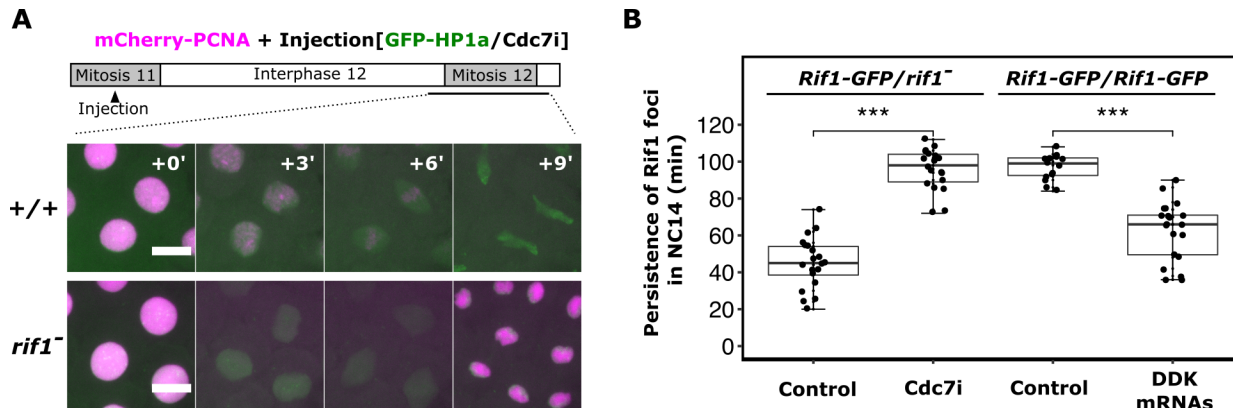 A
mCherry-PCNA + Injection[GFP-HP1a/Cdc7i]
Mitosis 11
Interphase 12
Mitosis 12
Injection
+0'
+3'
+6'
+9'
+/+
rif1⁻
B
Rif1-GFP/rif1⁻
Rif1-GFP/Rif1-GFP
***
***
Persistence of Rif1 foci
in NC14 (min)
120
100
80
60
40
20
0
Control
Cdc7i
Control
DDK
mRNAs